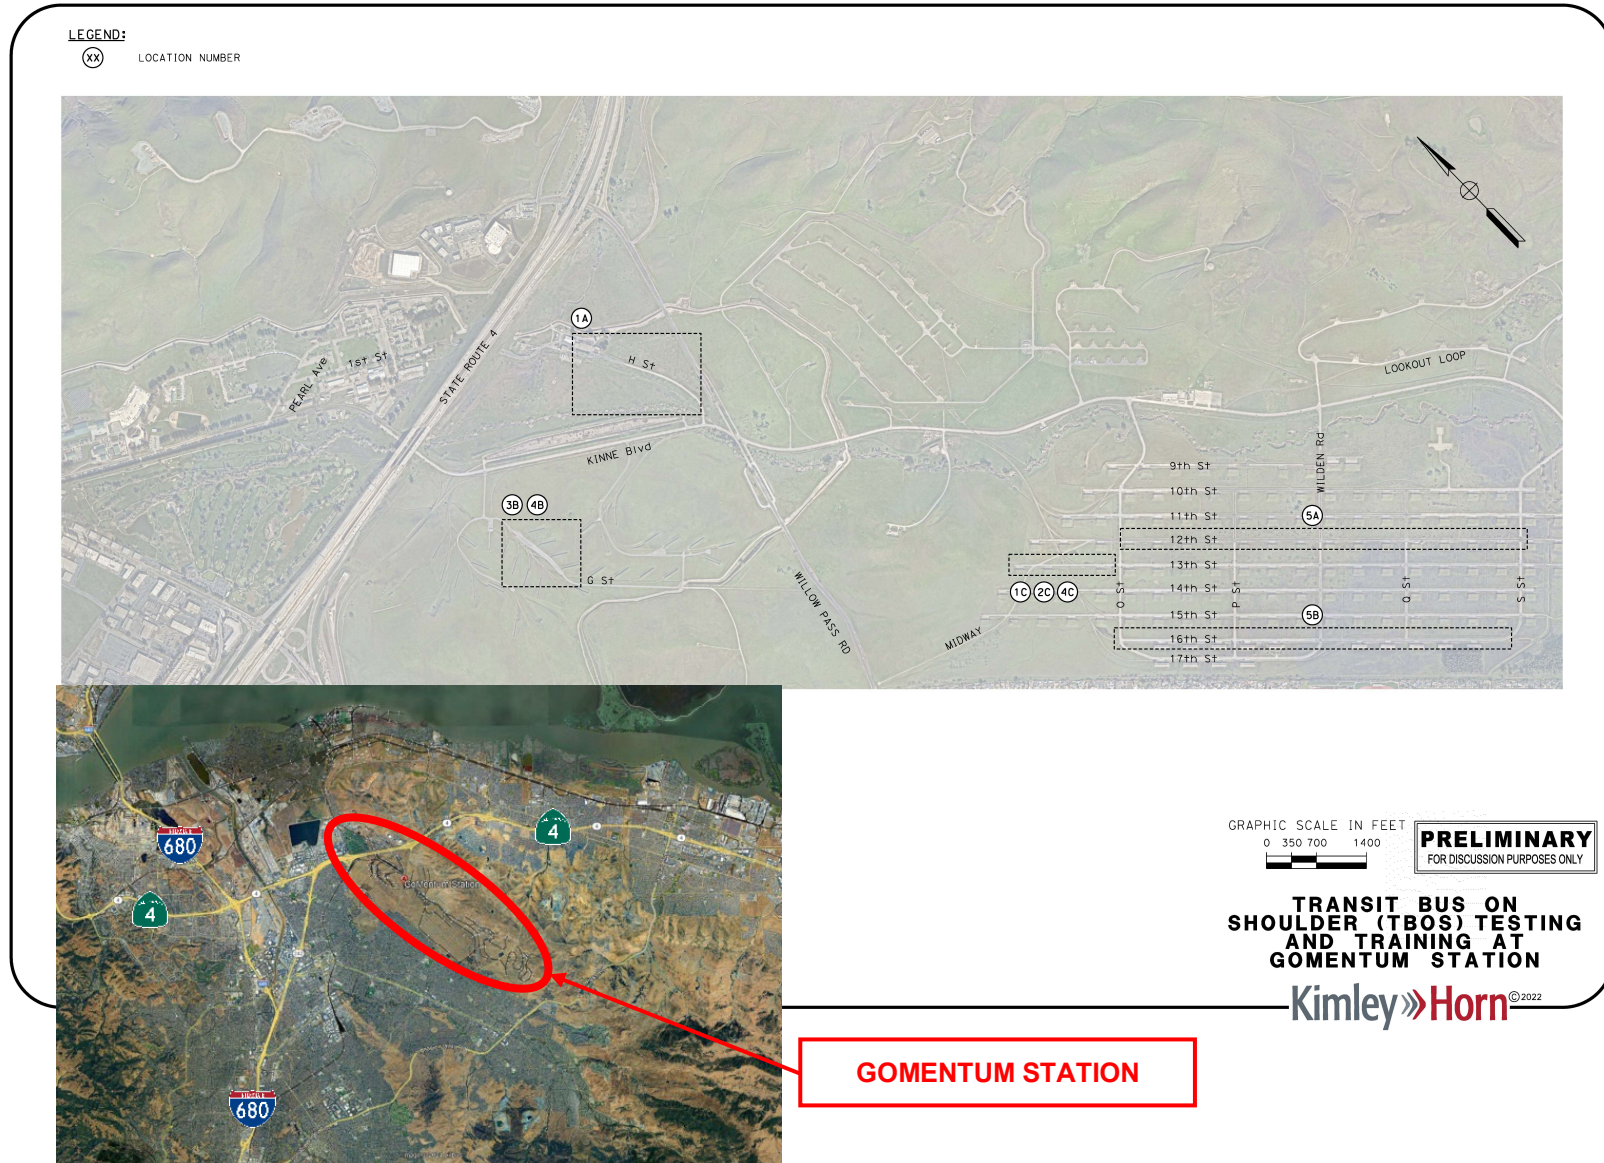 LEGEND:
XX LOCATION NUMBER
1A
H St
STATE ROUTE 4
PEARL Ave
1st St
KINNE Blvd
LOOKOUT LOOP
WILDEN Rd
9th St
10th St
11th St
5A
12th St
13th St
14th St
15th St
5B
16th St
17th St
3B 4B
G St
WILLOW PASS RD
MIDWAY
1C 2C 4C
O St
P St
Q St
S St
680
4
4
GoMentum Station
680
GRAPHIC SCALE IN FEET
0 350 700 1400
PRELIMINARY
FOR DISCUSSION PURPOSES ONLY
TRANSIT BUS ON
SHOULDER (TBOS) TESTING
AND TRAINING AT
GOMENTUM STATION
Kimley»Horn ©2022
GOMENTUM STATION